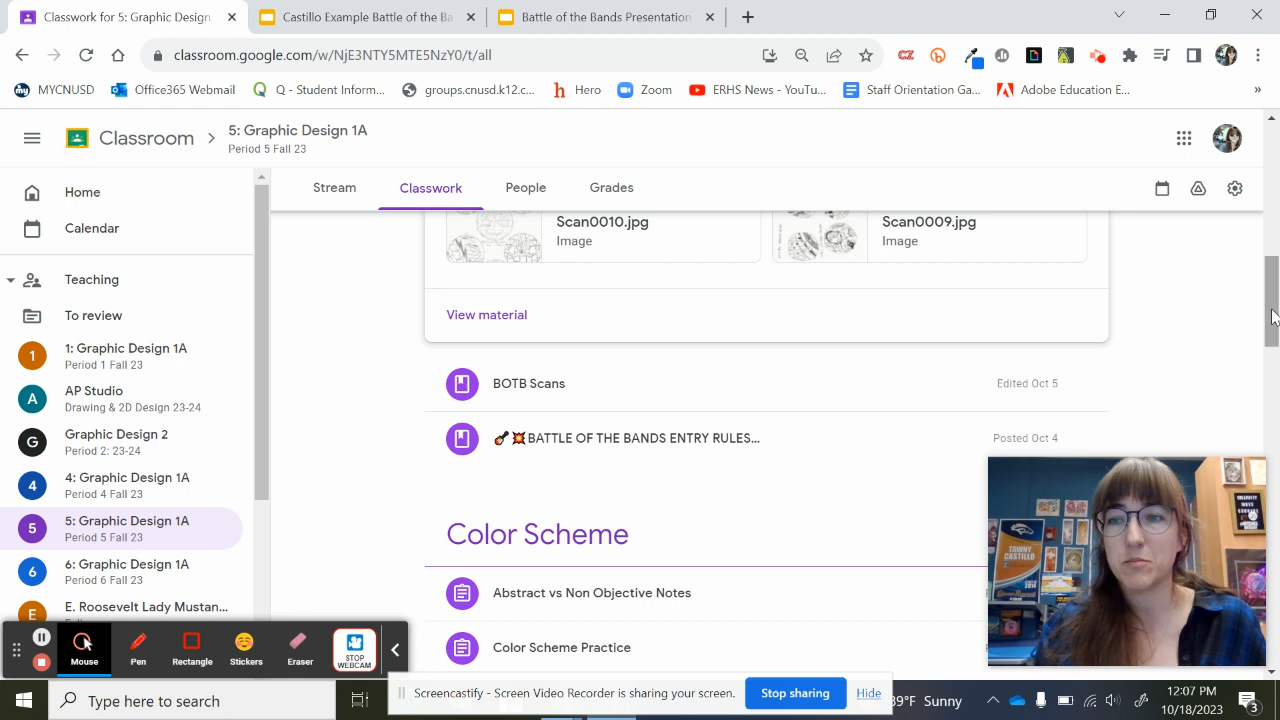 Classroom for 5: Graphic Design
Castillo Example Battle of the Ba
Battle of the Bands Presentation
classroom.google.com/w/NjE3NTY5MTE5NzY0/t/all
MYCNUSD
Office365 Webmail
Q - Student Inform...
groups.cnusd.k12.c...
Hero
Zoom
ERHS News - YouTu...
Staff Orientation Ga...
Adobe Education E...
Classroom
5: Graphic Design 1A
Period 5 Fall 23
Stream
Classwork
People
Grades
Home
Calendar
Teaching
To review
1
1: Graphic Design 1A
Period 1 Fall 23
A
AP Studio
Drawing & 2D Design 23-24
G
Graphic Design 2
Period 2: 23-24
4
4: Graphic Design 1A
Period 4 Fall 23
5
5: Graphic Design 1A
Period 5 Fall 23
6
6: Graphic Design 1A
Period 6 Fall 23
E
E. Roosevelt Lady Mustan...
Scan0010.jpg
Image
Scan0009.jpg
Image
View material
BOTB Scans
Edited Oct 5
🎸💥BATTLE OF THE BANDS ENTRY RULES...
Posted Oct 4
Color Scheme
Abstract vs Non Objective Notes
Color Scheme Practice
TAWNY
CASTILLO
Mouse
Pen
Rectangle
Stickers
Eraser
STOP
WEBCAM
Screencastify - Screen Video Recorder is sharing your screen.
Stop sharing
Hide
Type here to search
Sunny
12:07 PM
10/18/2023
3